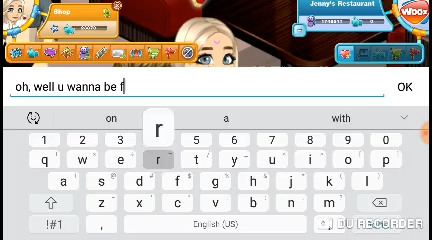 Shop
Jenny's Restaurant
WOOZ
oh, well u wanna be f
OK
on a with
r
1 2 3 5 6 7 8 9 0
q w e r t y u i o p
a s d f g h j k l
z x c v b n m
!#1 , English (US)
DU RECORDER